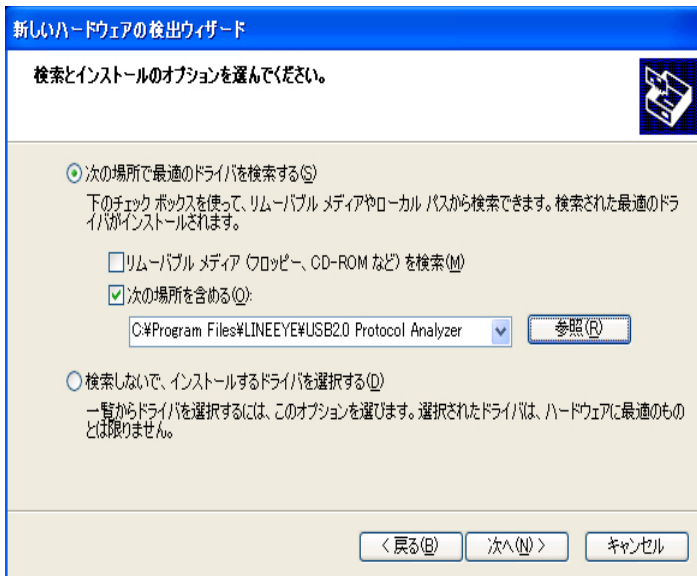 新しいハードウェアの検出ウィザード
検索とインストールのオプションを選んでください。
次の場所で最適のドライバを検索する(S)
下のチェック ボックスを使って、リムーバブル メディアやローカル パスから検索できます。検索された最適のドラ
イバがインストールされます。
リムーバブル メディア (フロッピー、CD-ROM など) を検索(M)
次の場所を含める(O):
C:¥Program Files¥LINEEYE¥USB2.0 Protocol Analyzer
参照(R)
検索しないで、インストールするドライバを選択する(D)
一覧からドライバを選択するには、このオプションを選びます。選択されたドライバは、ハードウェアに最適のもの
とは限りません。
< 戻る(B) 次へ(N) > キャンセル